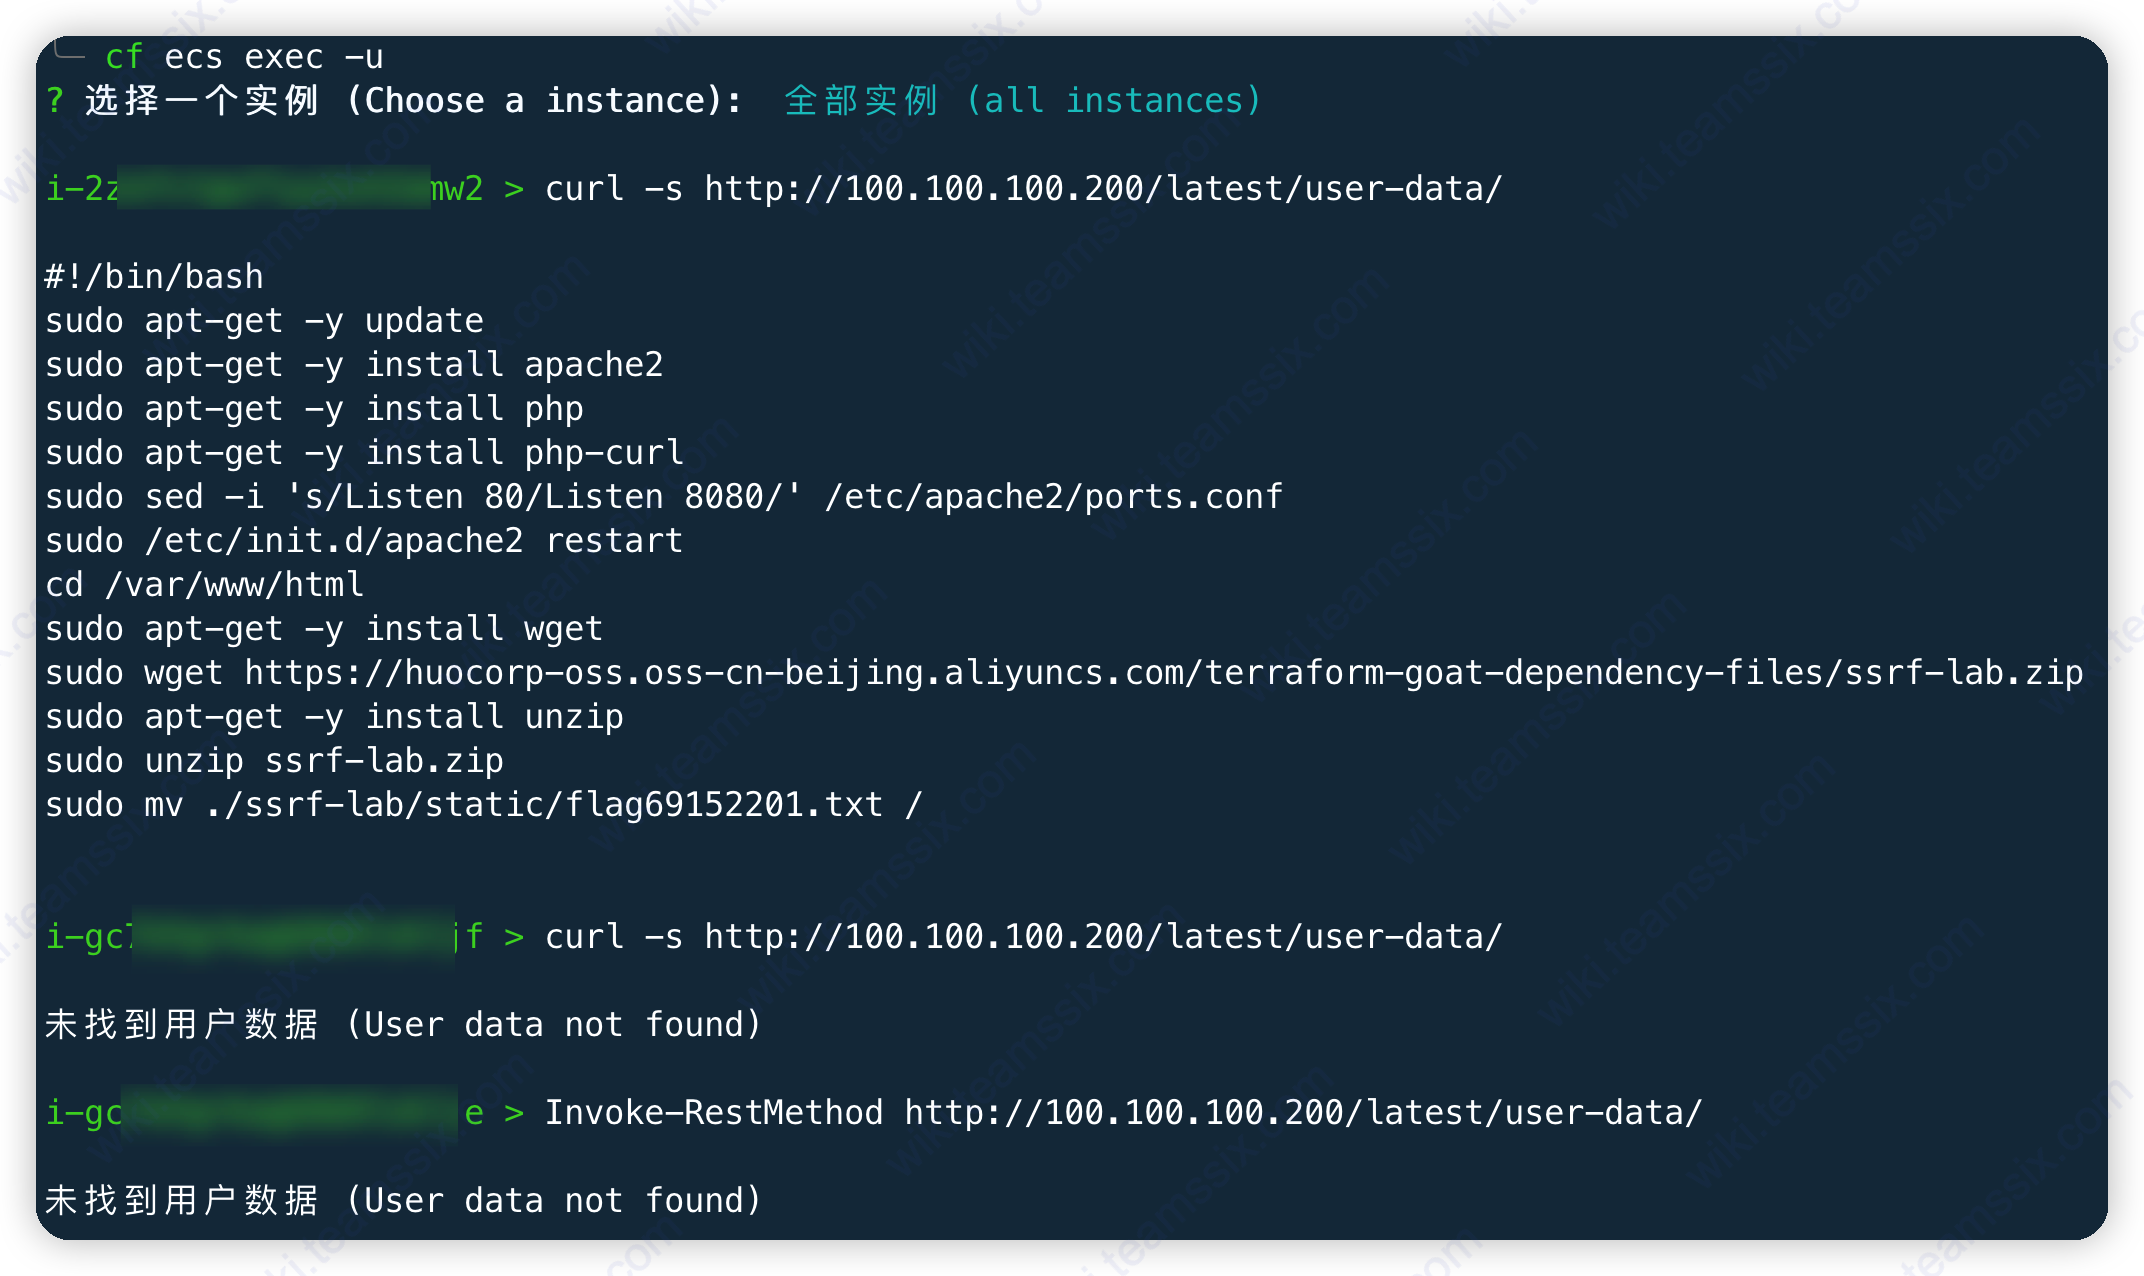 cf ecs exec -u
? 选择一个实例 (Choose a instance): 全部实例 (all instances)
i-2z mw2 > curl -s http://100.100.100.200/latest/user-data/
#!/bin/bash
sudo apt-get -y update
sudo apt-get -y install apache2
sudo apt-get -y install php
sudo apt-get -y install php-curl
sudo sed -i 's/Listen 80/Listen 8080/' /etc/apache2/ports.conf
sudo /etc/init.d/apache2 restart
cd /var/www/html
sudo apt-get -y install wget
sudo wget https://huocorp-oss.oss-cn-beijing.aliyuncs.com/terraform-goat-dependency-files/ssrf-lab.zip
sudo apt-get -y install unzip
sudo unzip ssrf-lab.zip
sudo mv ./ssrf-lab/static/flag69152201.txt /
i-gc7 jf > curl -s http://100.100.100.200/latest/user-data/
未找到用户数据 (User data not found)
i-gc e > Invoke-RestMethod http://100.100.100.200/latest/user-data/
未找到用户数据 (User data not found)
wiki.teamssix.com